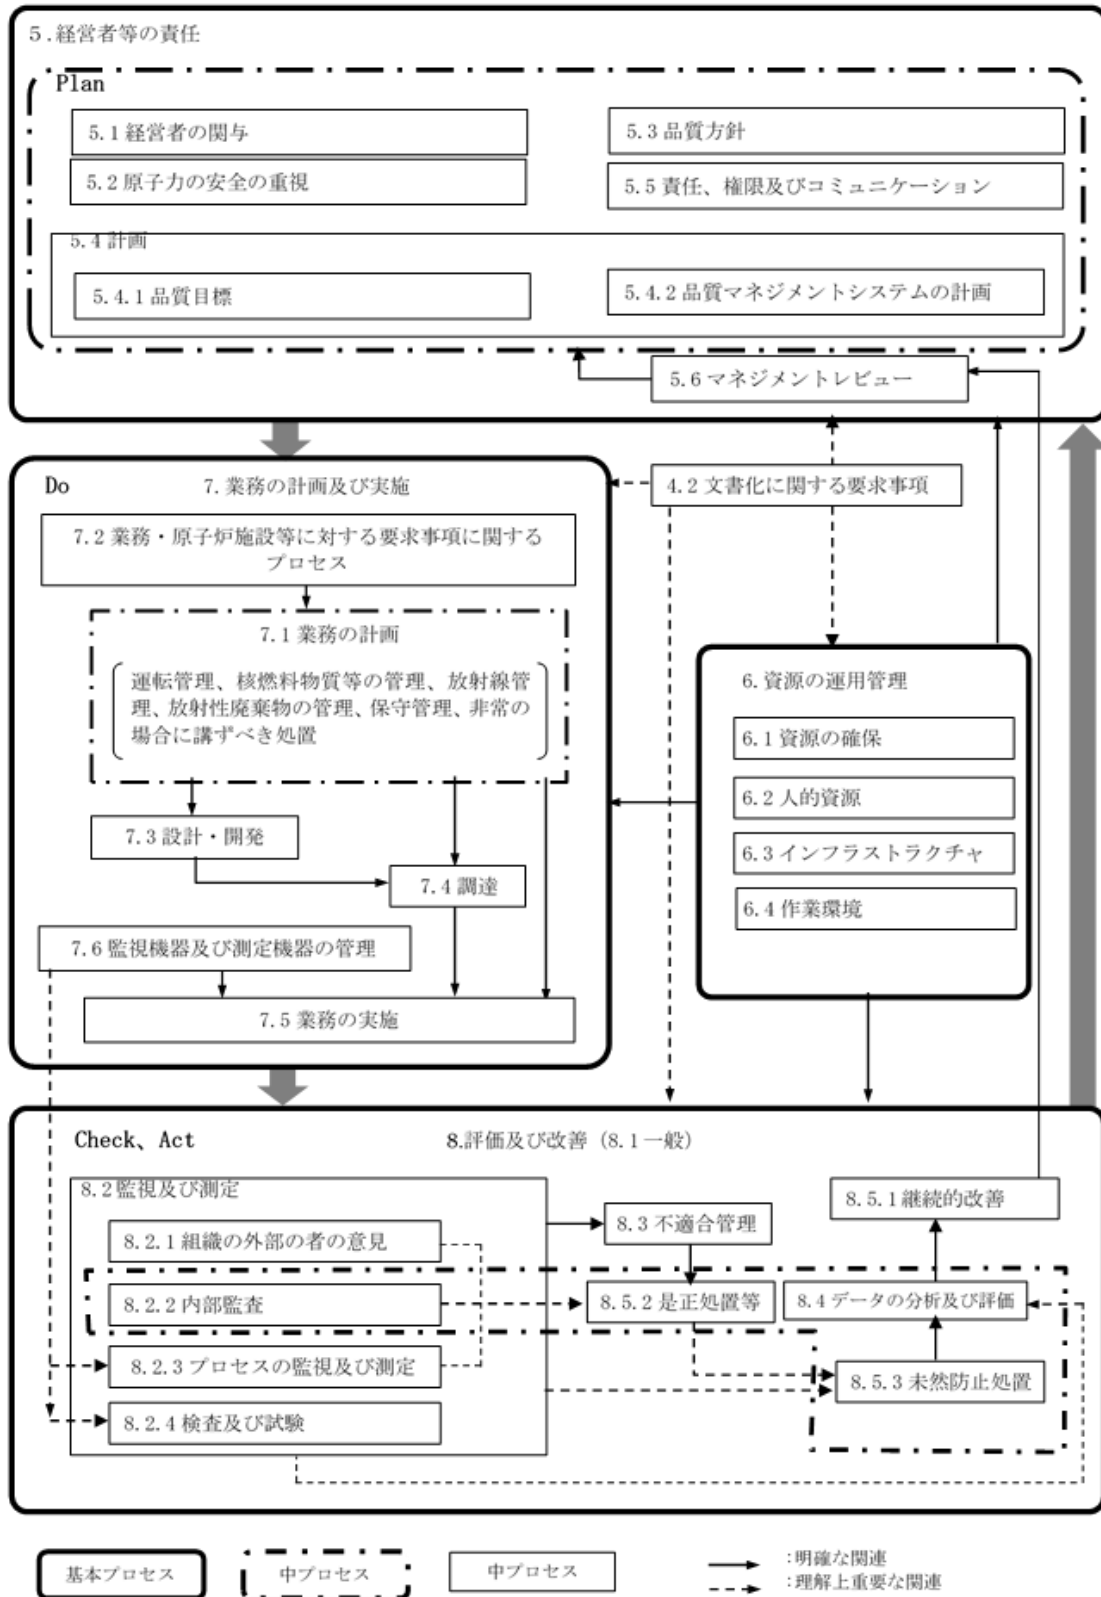 5.経営者等の責任
Plan
5.1 経営者の関与
5.3 品質方針
5.2 原子力の安全の重視
5.5 責任、権限及びコミュニケーション
5.4 計画
5.4.1 品質目標
5.4.2 品質マネジメントシステムの計画
5.6 マネジメントレビュー
Do
7.業務の計画及び実施
4.2 文書化に関する要求事項
7.2 業務・原子炉施設等に対する要求事項に関する
プロセス
7.1 業務の計画
運転管理、核燃料物質等の管理、放射線管
理、放射性廃棄物の管理、保守管理、非常の
場合に講ずべき処置
6.資源の運用管理
6.1 資源の確保
6.2 人的資源
6.3 インフラストラクチャ
6.4 作業環境
7.3 設計・開発
7.4 調達
7.6 監視機器及び測定機器の管理
7.5 業務の実施
Check、Act
8.評価及び改善（8.1 一般）
8.2 監視及び測定
8.2.1 組織の外部の者の意見
8.3 不適合管理
8.5.1 継続的改善
8.2.2 内部監査
8.5.2 是正処置等
8.4 データの分析及び評価
8.2.3 プロセスの監視及び測定
8.5.3 未然防止処置
8.2.4 検査及び試験
基本プロセス
中プロセス
中プロセス
:明確な関連
:理解上重要な関連